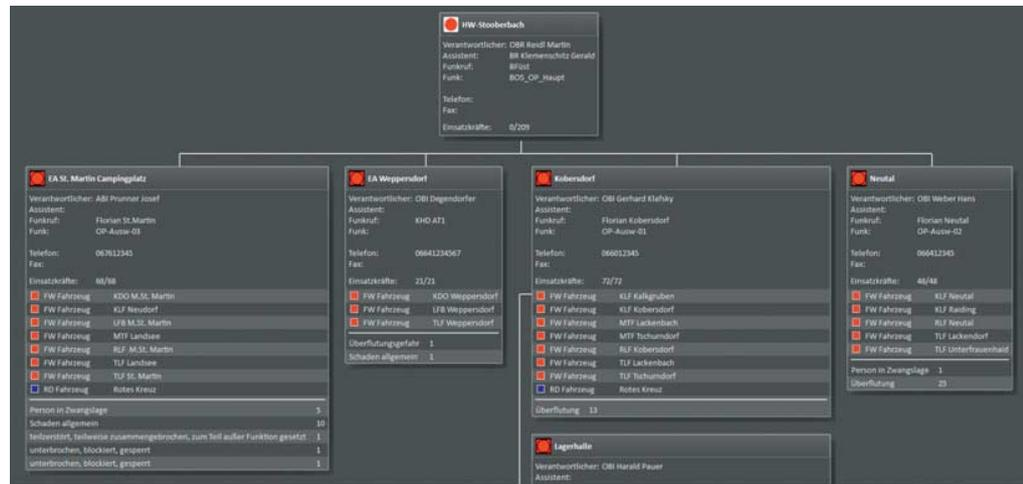 HW-Stooberbach
Verantwortlicher: OBR Reidl Martin
Assistent: BR Klemenschitz Gerald
Funkruf: BFüst
Funk: BOS_OP_Haupt
Telefon:
Fax:
Einsatzkräfte: 0/209
EA St. Martin Campingplatz
Verantwortlicher: ABI Prunner Josef
Assistent:
Funkruf: Florian St.Martin
Funk: OP-Ausw-03
Telefon: 067612345
Fax:
Einsatzkräfte: 68/68
FW Fahrzeug KDO M.St. Martin
FW Fahrzeug KLF Neudorf
FW Fahrzeug LFB M.St. Martin
FW Fahrzeug MTF Landsee
FW Fahrzeug RLF M.St. Martin
FW Fahrzeug TLF Landsee
FW Fahrzeug TLF St. Martin
RD Fahrzeug Rotes Kreuz
Person in Zwangslage 5
Schaden allgemein 10
teilzerstört, teilweise zusammengebrochen, zum Teil außer Funktion gesetzt 1
unterbrochen, blockiert, gesperrt 1
unterbrochen, blockiert, gesperrt 1
EA Weppersdorf
Verantwortlicher: OBI Degendorfer
Assistent:
Funkruf: KHD AT1
Funk:
Telefon: 06641234567
Fax:
Einsatzkräfte: 21/21
FW Fahrzeug KDO Weppersdorf
FW Fahrzeug LFB Weppersdorf
FW Fahrzeug TLF Weppersdorf
Überflutungsgefahr 1
Schaden allgemein 1
Kobersdorf
Verantwortlicher: OBI Gerhard Klafsky
Assistent:
Funkruf: Florian Kobersdorf
Funk: OP-Ausw-01
Telefon: 066012345
Fax:
Einsatzkräfte: 72/72
FW Fahrzeug KLF Kalkgruben
FW Fahrzeug KLF Kobersdorf
FW Fahrzeug MTF Lackenbach
FW Fahrzeug MTF Tschurndorf
FW Fahrzeug RLF Kobersdorf
FW Fahrzeug TLF Lackenbach
FW Fahrzeug TLF Tschurndorf
RD Fahrzeug Rotes Kreuz
Überflutung 13
Lagerhalle
Verantwortlicher: OBI Harald Pauer
Assistent:
Neutal
Verantwortlicher: OBI Weber Hans
Assistent:
Funkruf: Florian Neutal
Funk: OP-Ausw-02
Telefon: 066412345
Fax:
Einsatzkräfte: 48/48
FW Fahrzeug KLF Neutal
FW Fahrzeug KLF Raiding
FW Fahrzeug RLF Neutal
FW Fahrzeug TLF Lackendorf
FW Fahrzeug TLF Unterfrauenhaid
Person in Zwangslage 1
Überflutung 25